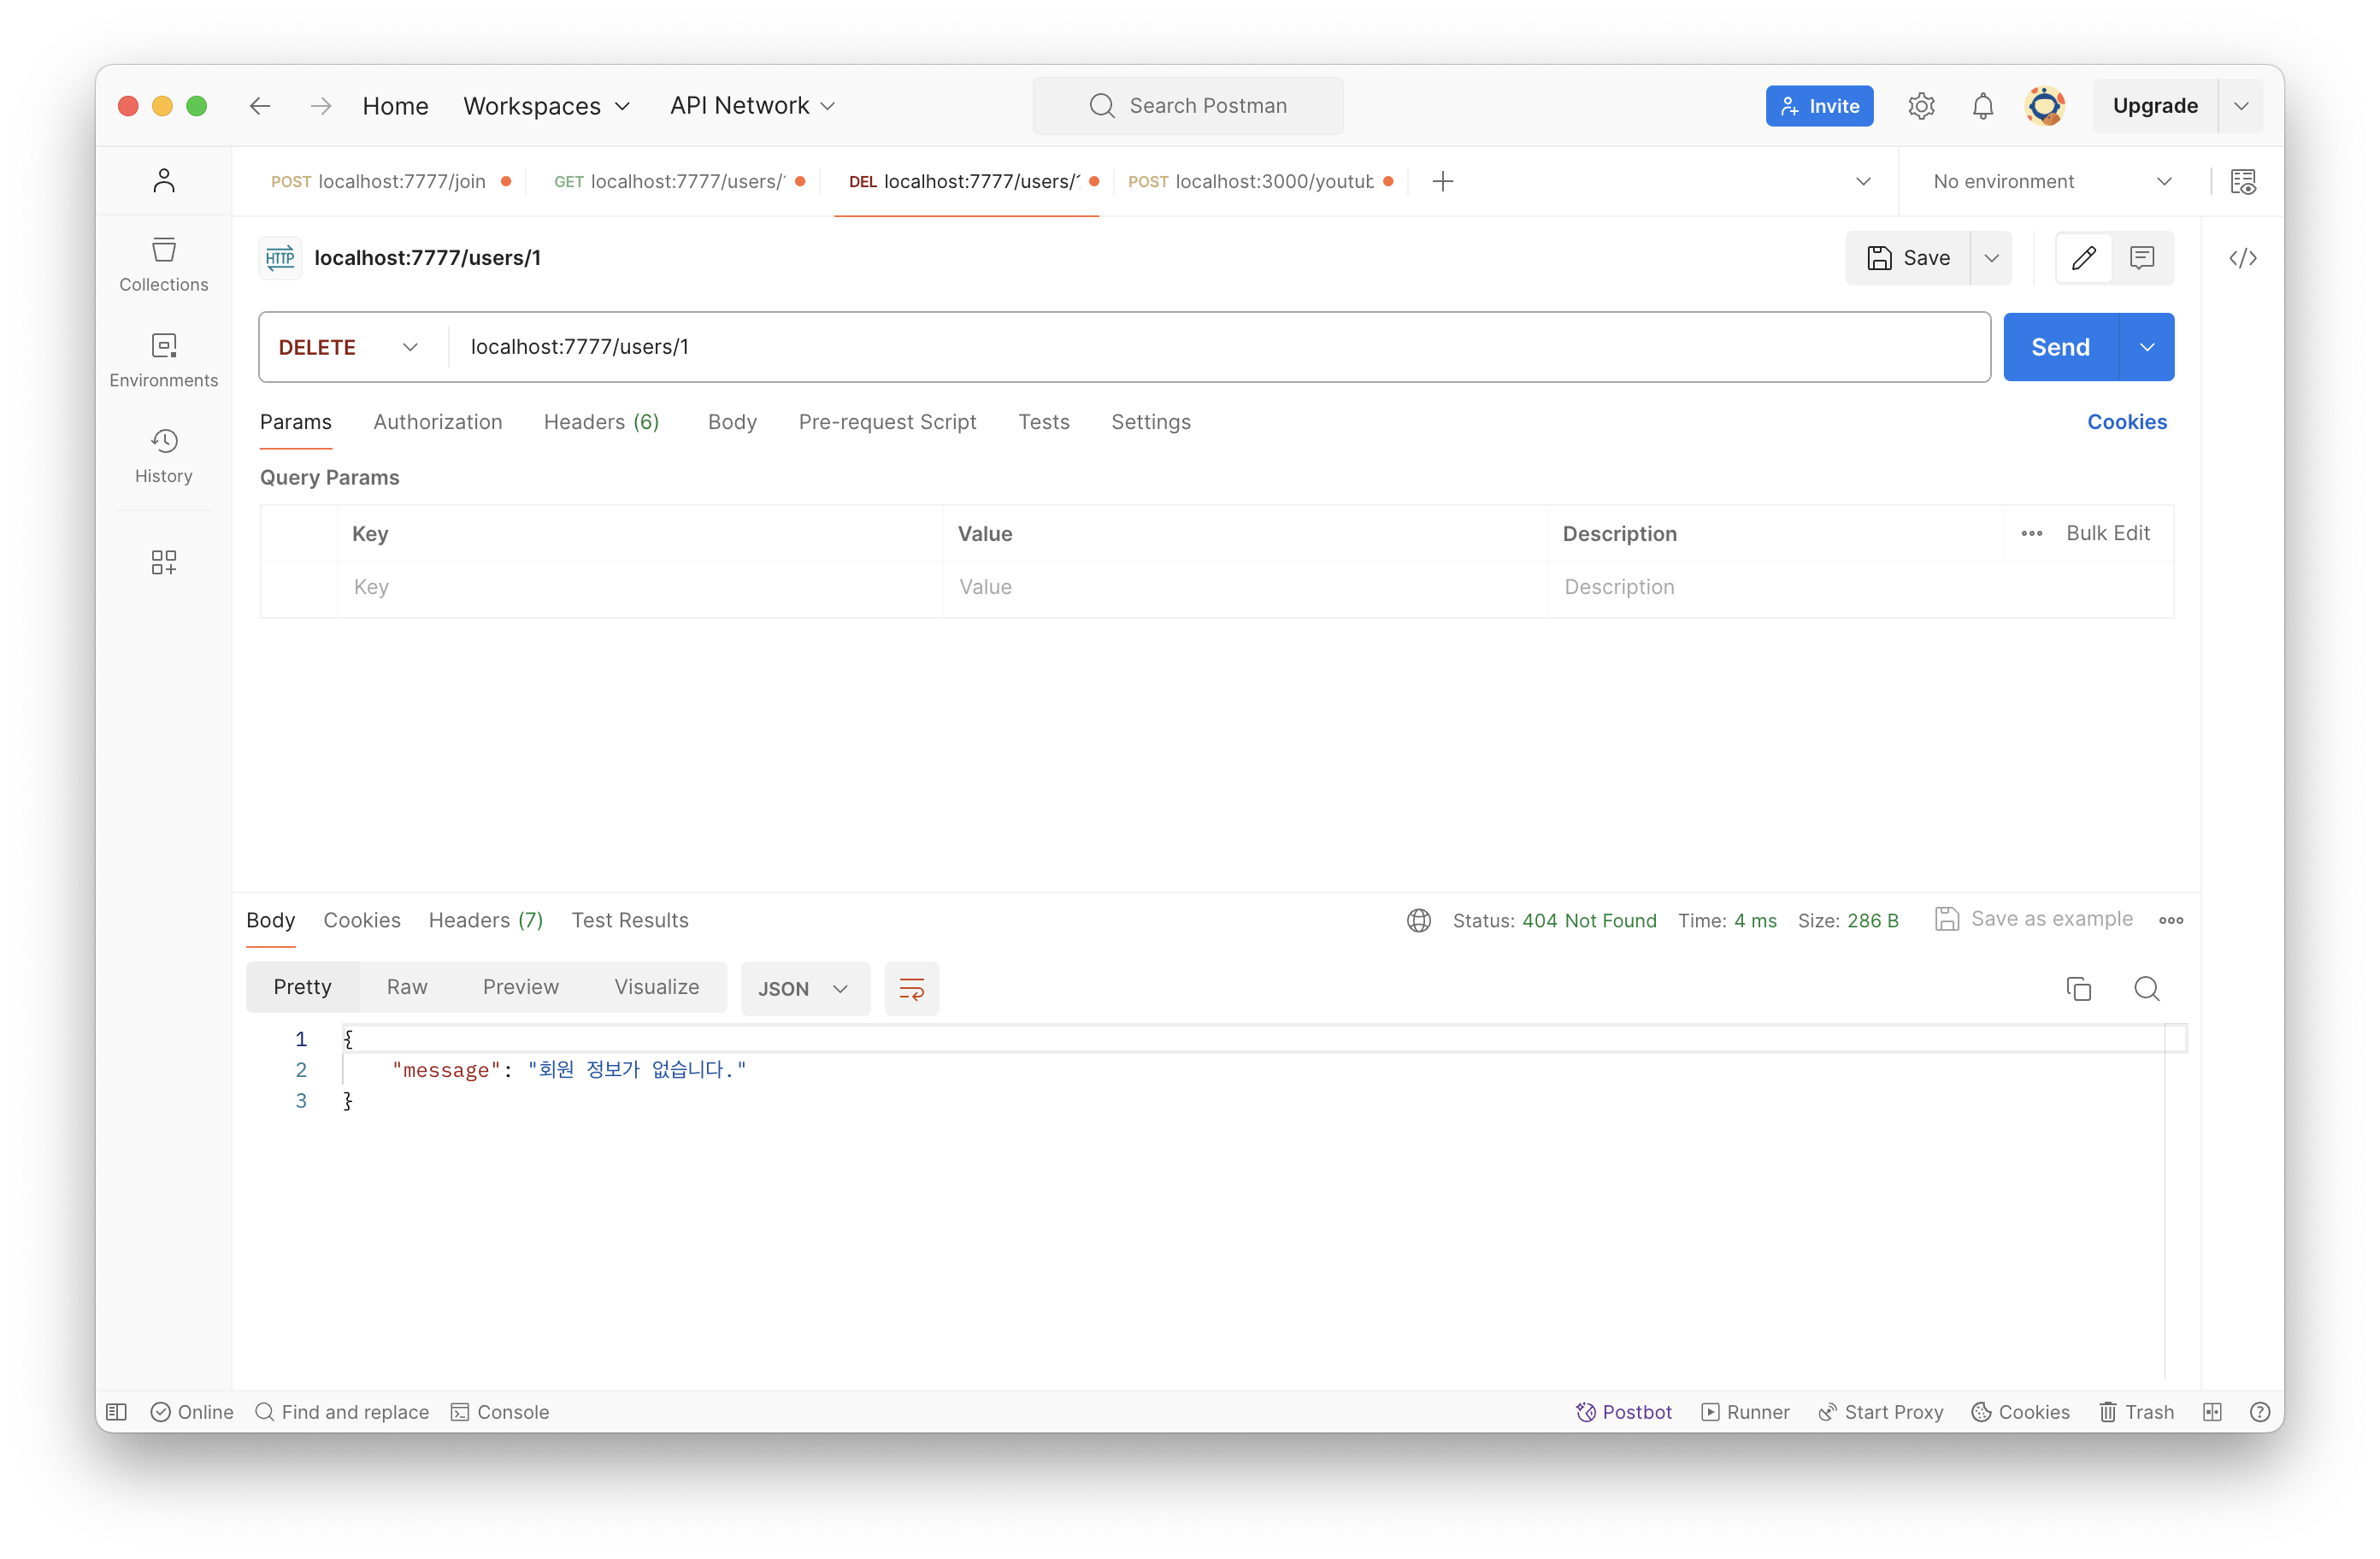 Home Workspaces API Network Search Postman Invite Upgrade
POST localhost:7777/join GET localhost:7777/users/ DEL localhost:7777/users/ POST localhost:3000/youtub No environment
HTTP localhost:7777/users/1 Save
DELETE localhost:7777/users/1 Send
Params Authorization Headers (6) Body Pre-request Script Tests Settings Cookies
Query Params
Key Value Description Bulk Edit
Key Value Description
Collections
Environments
History
Body Cookies Headers (7) Test Results Status: 404 Not Found Time: 4 ms Size: 286 B Save as example
Pretty Raw Preview Visualize JSON
1 {
2 "message": "회원 정보가 없습니다."
3 }
Online Find and replace Console Postbot Runner Start Proxy Cookies Trash